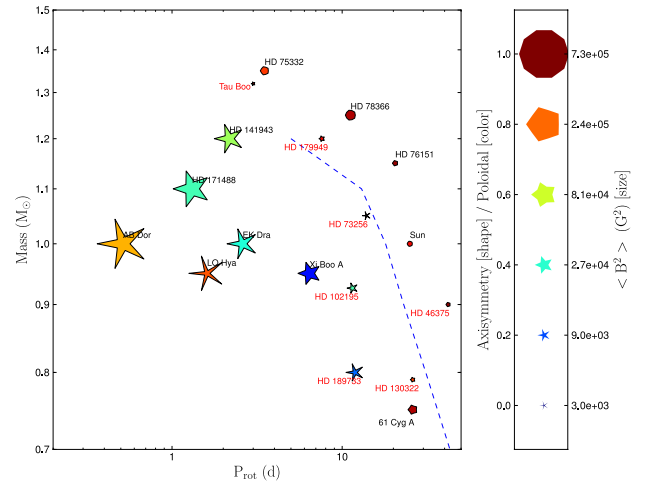 1.5
1.4
HD 75332
1.3
Tau Boo
HD 78366
HD 141943
1.2
HD 179949
HD 76151
HD 171488
1.1
HD 73256
AB Dor
EK Dra
Sun
1.0
LQ Hya
Xi Boo A
HD 102195
HD 46375
0.9
HD 189733
0.8
HD 130322
61 Cyg A
0.7
1
10
Mass (M⊙)
P_rot (d)
1.0
0.8
0.6
0.4
0.2
0.0
7.3e+05
2.4e+05
8.1e+04
2.7e+04
9.0e+03
3.0e+03
Axisymmetry [shape] / Poloidal [color]
< B² > (G²) [size]